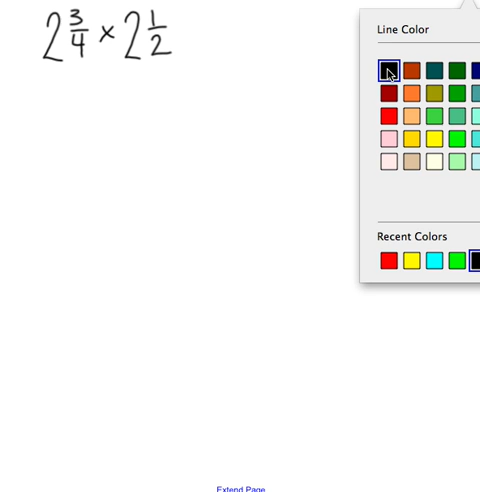 2 3/4 × 2 1/2
Line Color
Recent Colors
Extend Page